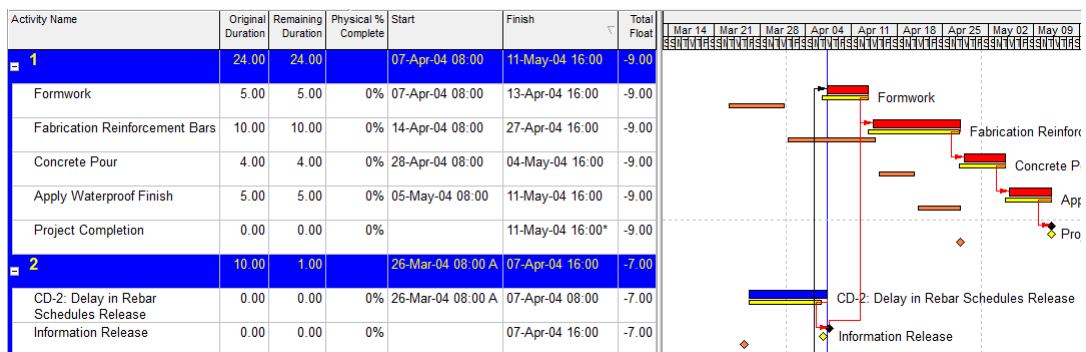 Activity Name Original Duration Remaining Duration Physical % Complete Start Finish Total Float
Mar 14 Mar 21 Mar 28 Apr 04 Apr 11 Apr 18 Apr 25 May 02 May 09
1 24.00 24.00 07-Apr-04 08:00 11-May-04 16:00 -9.00
Formwork 5.00 5.00 0% 07-Apr-04 08:00 13-Apr-04 16:00 -9.00 Formwork
Fabrication Reinforcement Bars 10.00 10.00 0% 14-Apr-04 08:00 27-Apr-04 16:00 -9.00 Fabrication Reinforc
Concrete Pour 4.00 4.00 0% 28-Apr-04 08:00 04-May-04 16:00 -9.00 Concrete P
Apply Waterproof Finish 5.00 5.00 0% 05-May-04 08:00 11-May-04 16:00 -9.00 App
Project Completion 0.00 0.00 0% 11-May-04 16:00* -9.00 Proj
2 10.00 1.00 26-Mar-04 08:00 A 07-Apr-04 16:00 -7.00
CD-2: Delay in Rebar Schedules Release 0.00 0.00 0% 26-Mar-04 08:00 A 07-Apr-04 08:00 -7.00 CD-2: Delay in Rebar Schedules Release
Information Release 0.00 0.00 0% 07-Apr-04 16:00 -7.00 Information Release